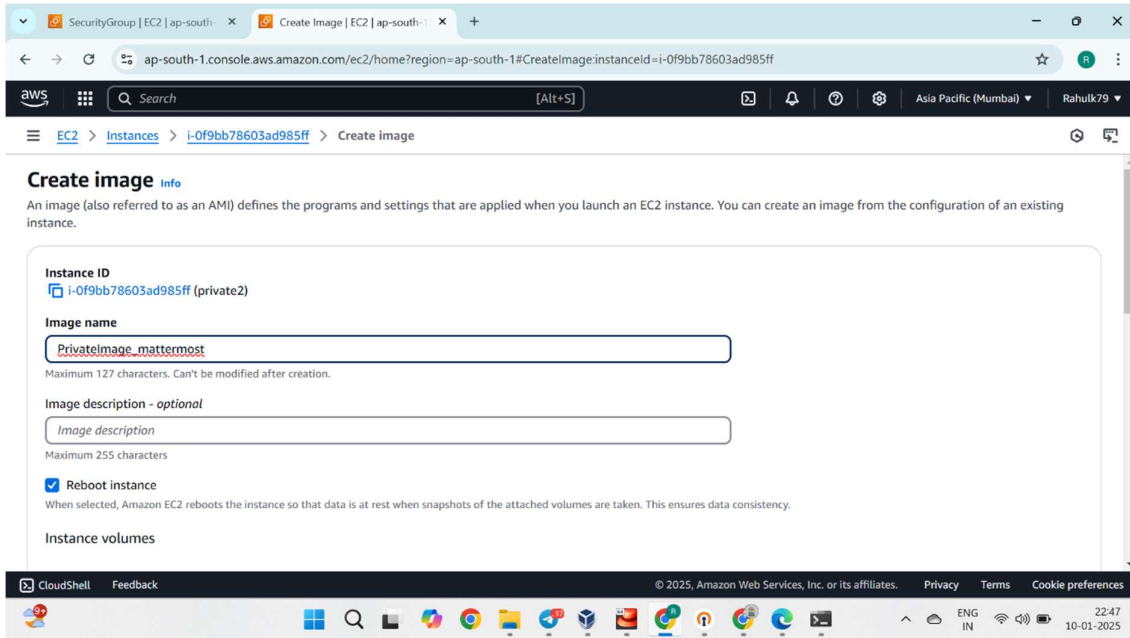 SecurityGroup | EC2 | ap-south-
Create Image | EC2 | ap-south-1
ap-south-1.console.aws.amazon.com/ec2/home?region=ap-south-1#CreateImage:instanceId=i-0f9bb78603ad985ff
R
aws
Search
[Alt+S]
Asia Pacific (Mumbai)
Rahulk79
EC2 > Instances > i-0f9bb78603ad985ff > Create image
Create image Info
An image (also referred to as an AMI) defines the programs and settings that are applied when you launch an EC2 instance. You can create an image from the configuration of an existing
instance.
Instance ID
i-0f9bb78603ad985ff (private2)
Image name
PrivateImage_mattermost
Maximum 127 characters. Can't be modified after creation.
Image description - optional
Image description
Maximum 255 characters
Reboot instance
When selected, Amazon EC2 reboots the instance so that data is at rest when snapshots of the attached volumes are taken. This ensures data consistency.
Instance volumes
CloudShell Feedback
© 2025, Amazon Web Services, Inc. or its affiliates. Privacy Terms Cookie preferences
9+
97
R
ENG
IN
22:47
10-01-2025